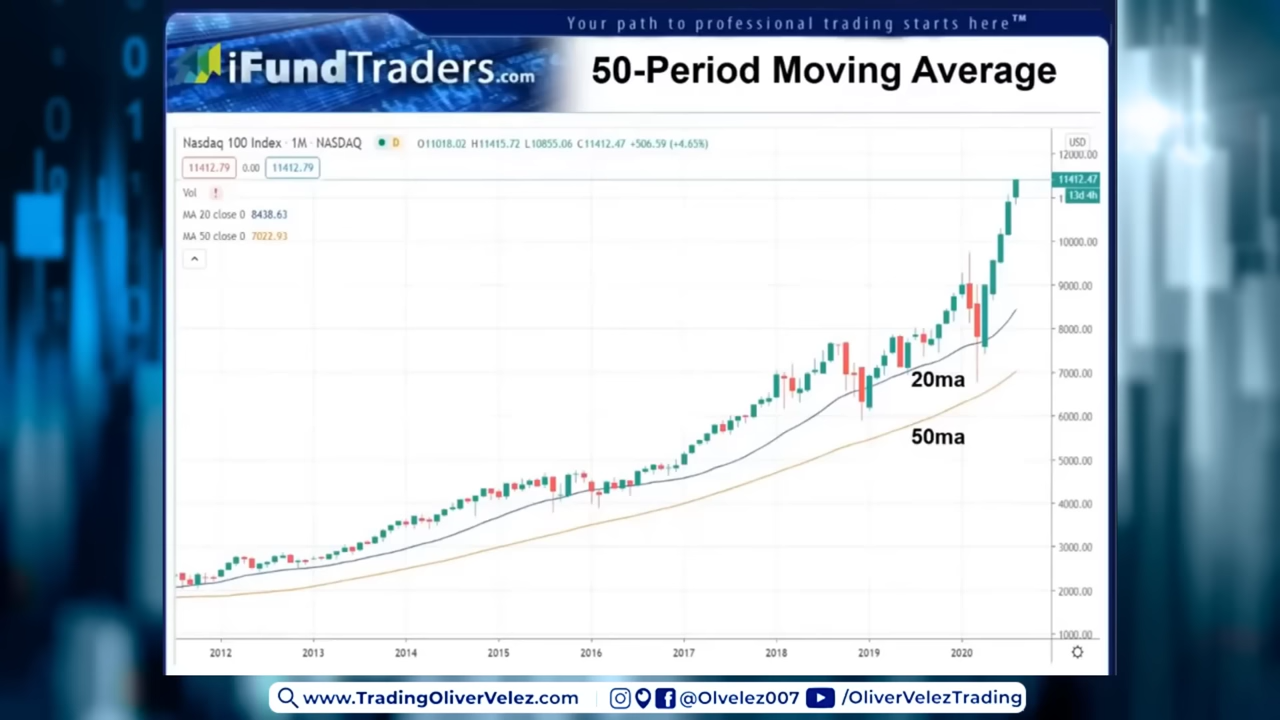 Your path to professional trading starts here™
iFundTraders.com
50-Period Moving Average
Nasdaq 100 Index · 1M · NASDAQ D O11018.02 H11415.72 L10855.06 C11412.47 +506.59 (+4.65%)
11412.79 0.00 11412.79
Vol !
MA 20 close 0 8438.63
MA 50 close 0 7022.93
USD
12000.00
11412.47
13d 4h
10000.00
9000.00
8000.00
7000.00
6000.00
5000.00
4000.00
3000.00
2000.00
1000.00
20ma
50ma
2012 2013 2014 2015 2016 2017 2018 2019 2020
www.TradingOliverVelez.com @Olvelez007 /OliverVelezTrading